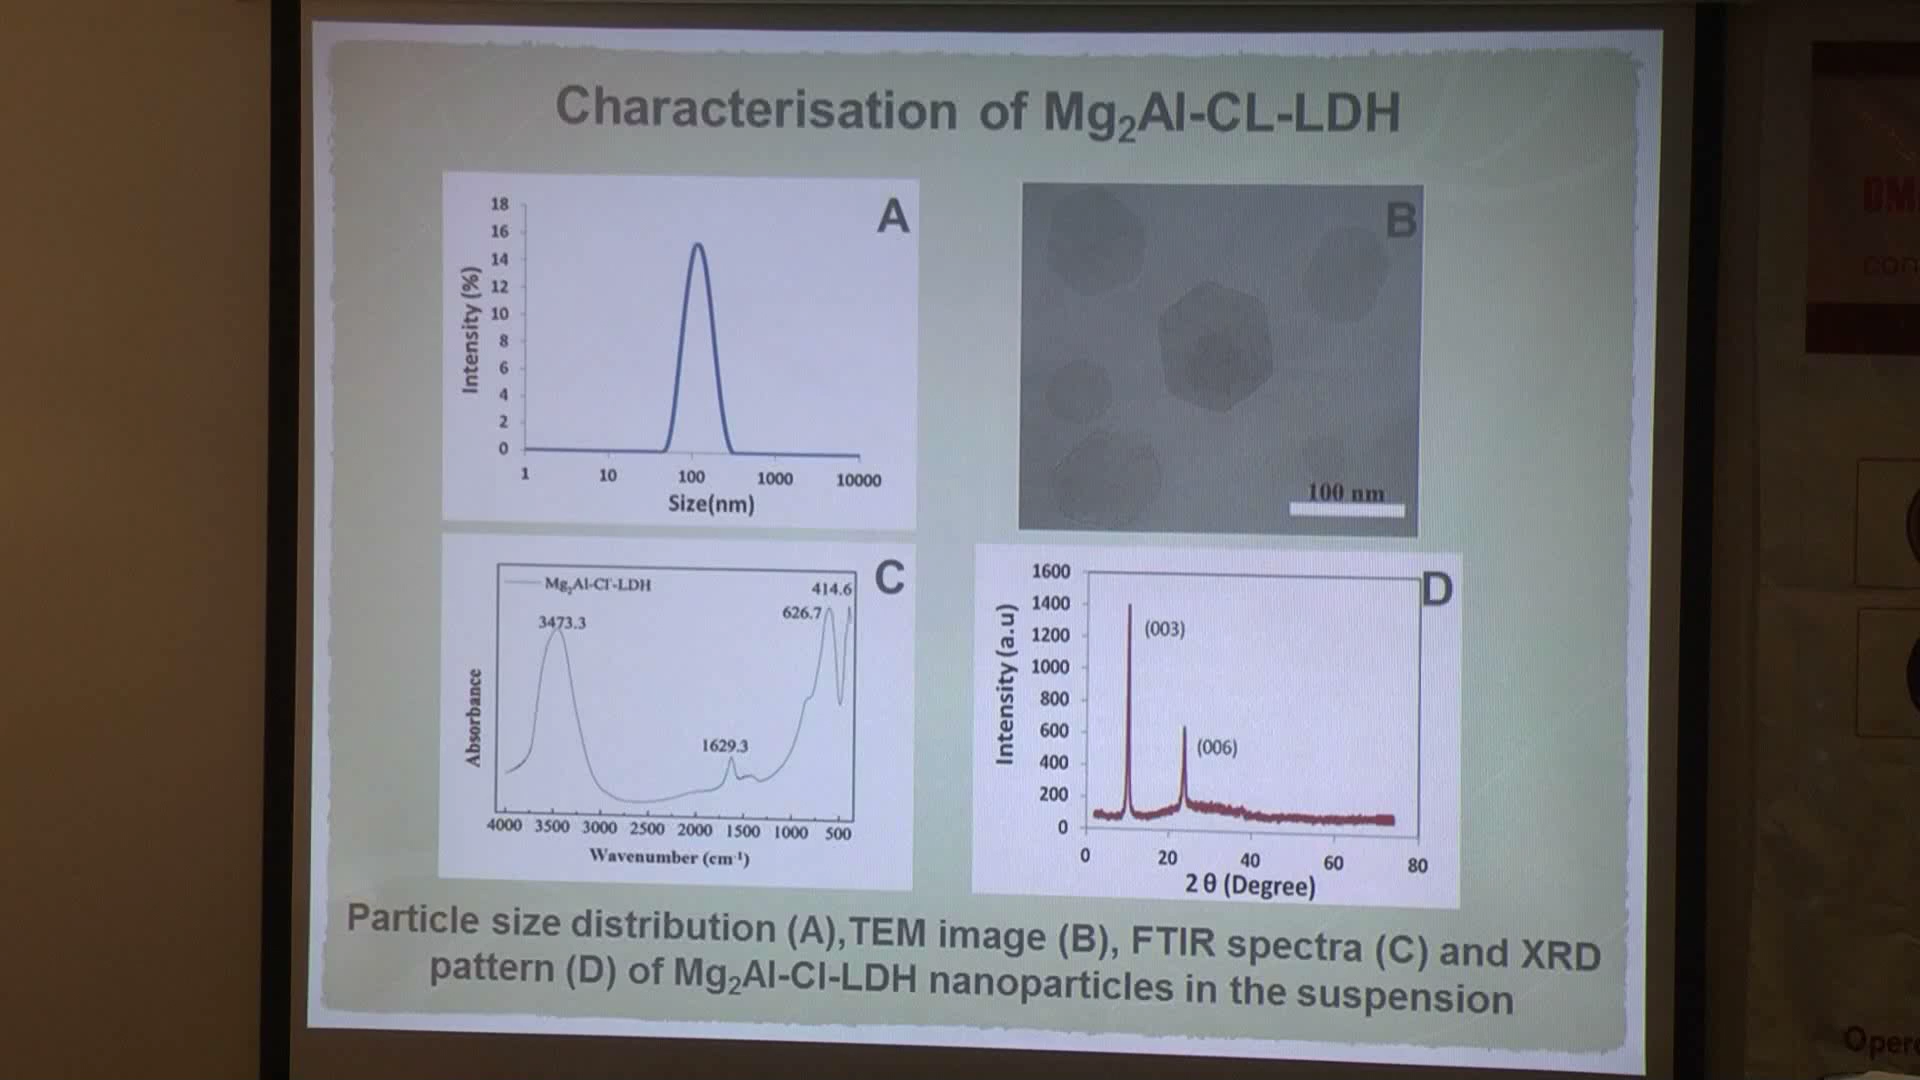 Characterisation of Mg₂Al-CL-LDH
A
18
16
14
12
10
8
6
4
2
0
Intensity (%)
1 10 100 1000 10000
Size(nm)
B
100 nm
C
Mg₂Al-Cl⁻-LDH
414.6
626.7
3473.3
1629.3
Absorbance
4000 3500 3000 2500 2000 1500 1000 500
Wavenumber (cm⁻¹)
D
1600
1400
1200
1000
800
600
400
200
0
Intensity (a.u)
(003)
(006)
0 20 40 60 80
2 θ (Degree)
Particle size distribution (A), TEM image (B), FTIR spectra (C) and XRD
pattern (D) of Mg₂Al-Cl-LDH nanoparticles in the suspension